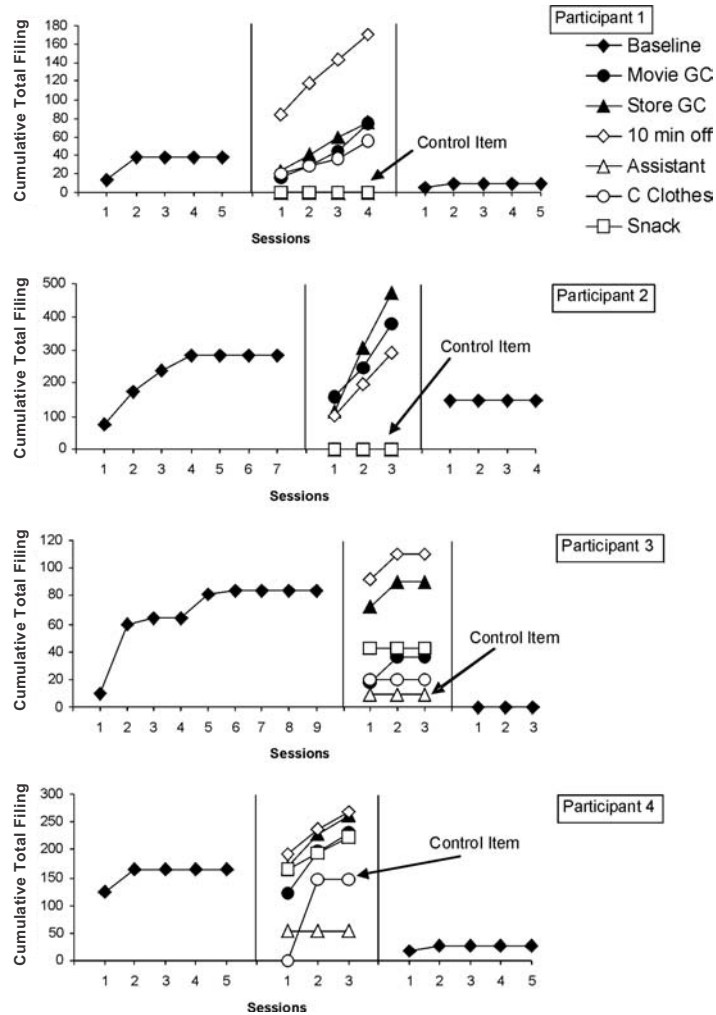 Participant 1
Baseline
Movie GC
Store GC
10 min off
Assistant
C Clothes
Snack
Cumulative Total Filing
180
160
140
120
100
80
60
40
20
0
Control Item
1 2 3 4 5 1 2 3 4 1 2 3 4 5
Sessions
Participant 2
Cumulative Total Filing
500
400
300
200
100
0
Control Item
1 2 3 4 5 6 7 1 2 3 1 2 3 4
Sessions
Participant 3
Cumulative Total Filing
120
100
80
60
40
20
0
Control Item
1 2 3 4 5 6 7 8 9 1 2 3 1 2 3
Sessions
Participant 4
Cumulative Total Filing
300
250
200
150
100
50
0
Control Item
1 2 3 4 5 1 2 3 1 2 3 4 5
Sessions